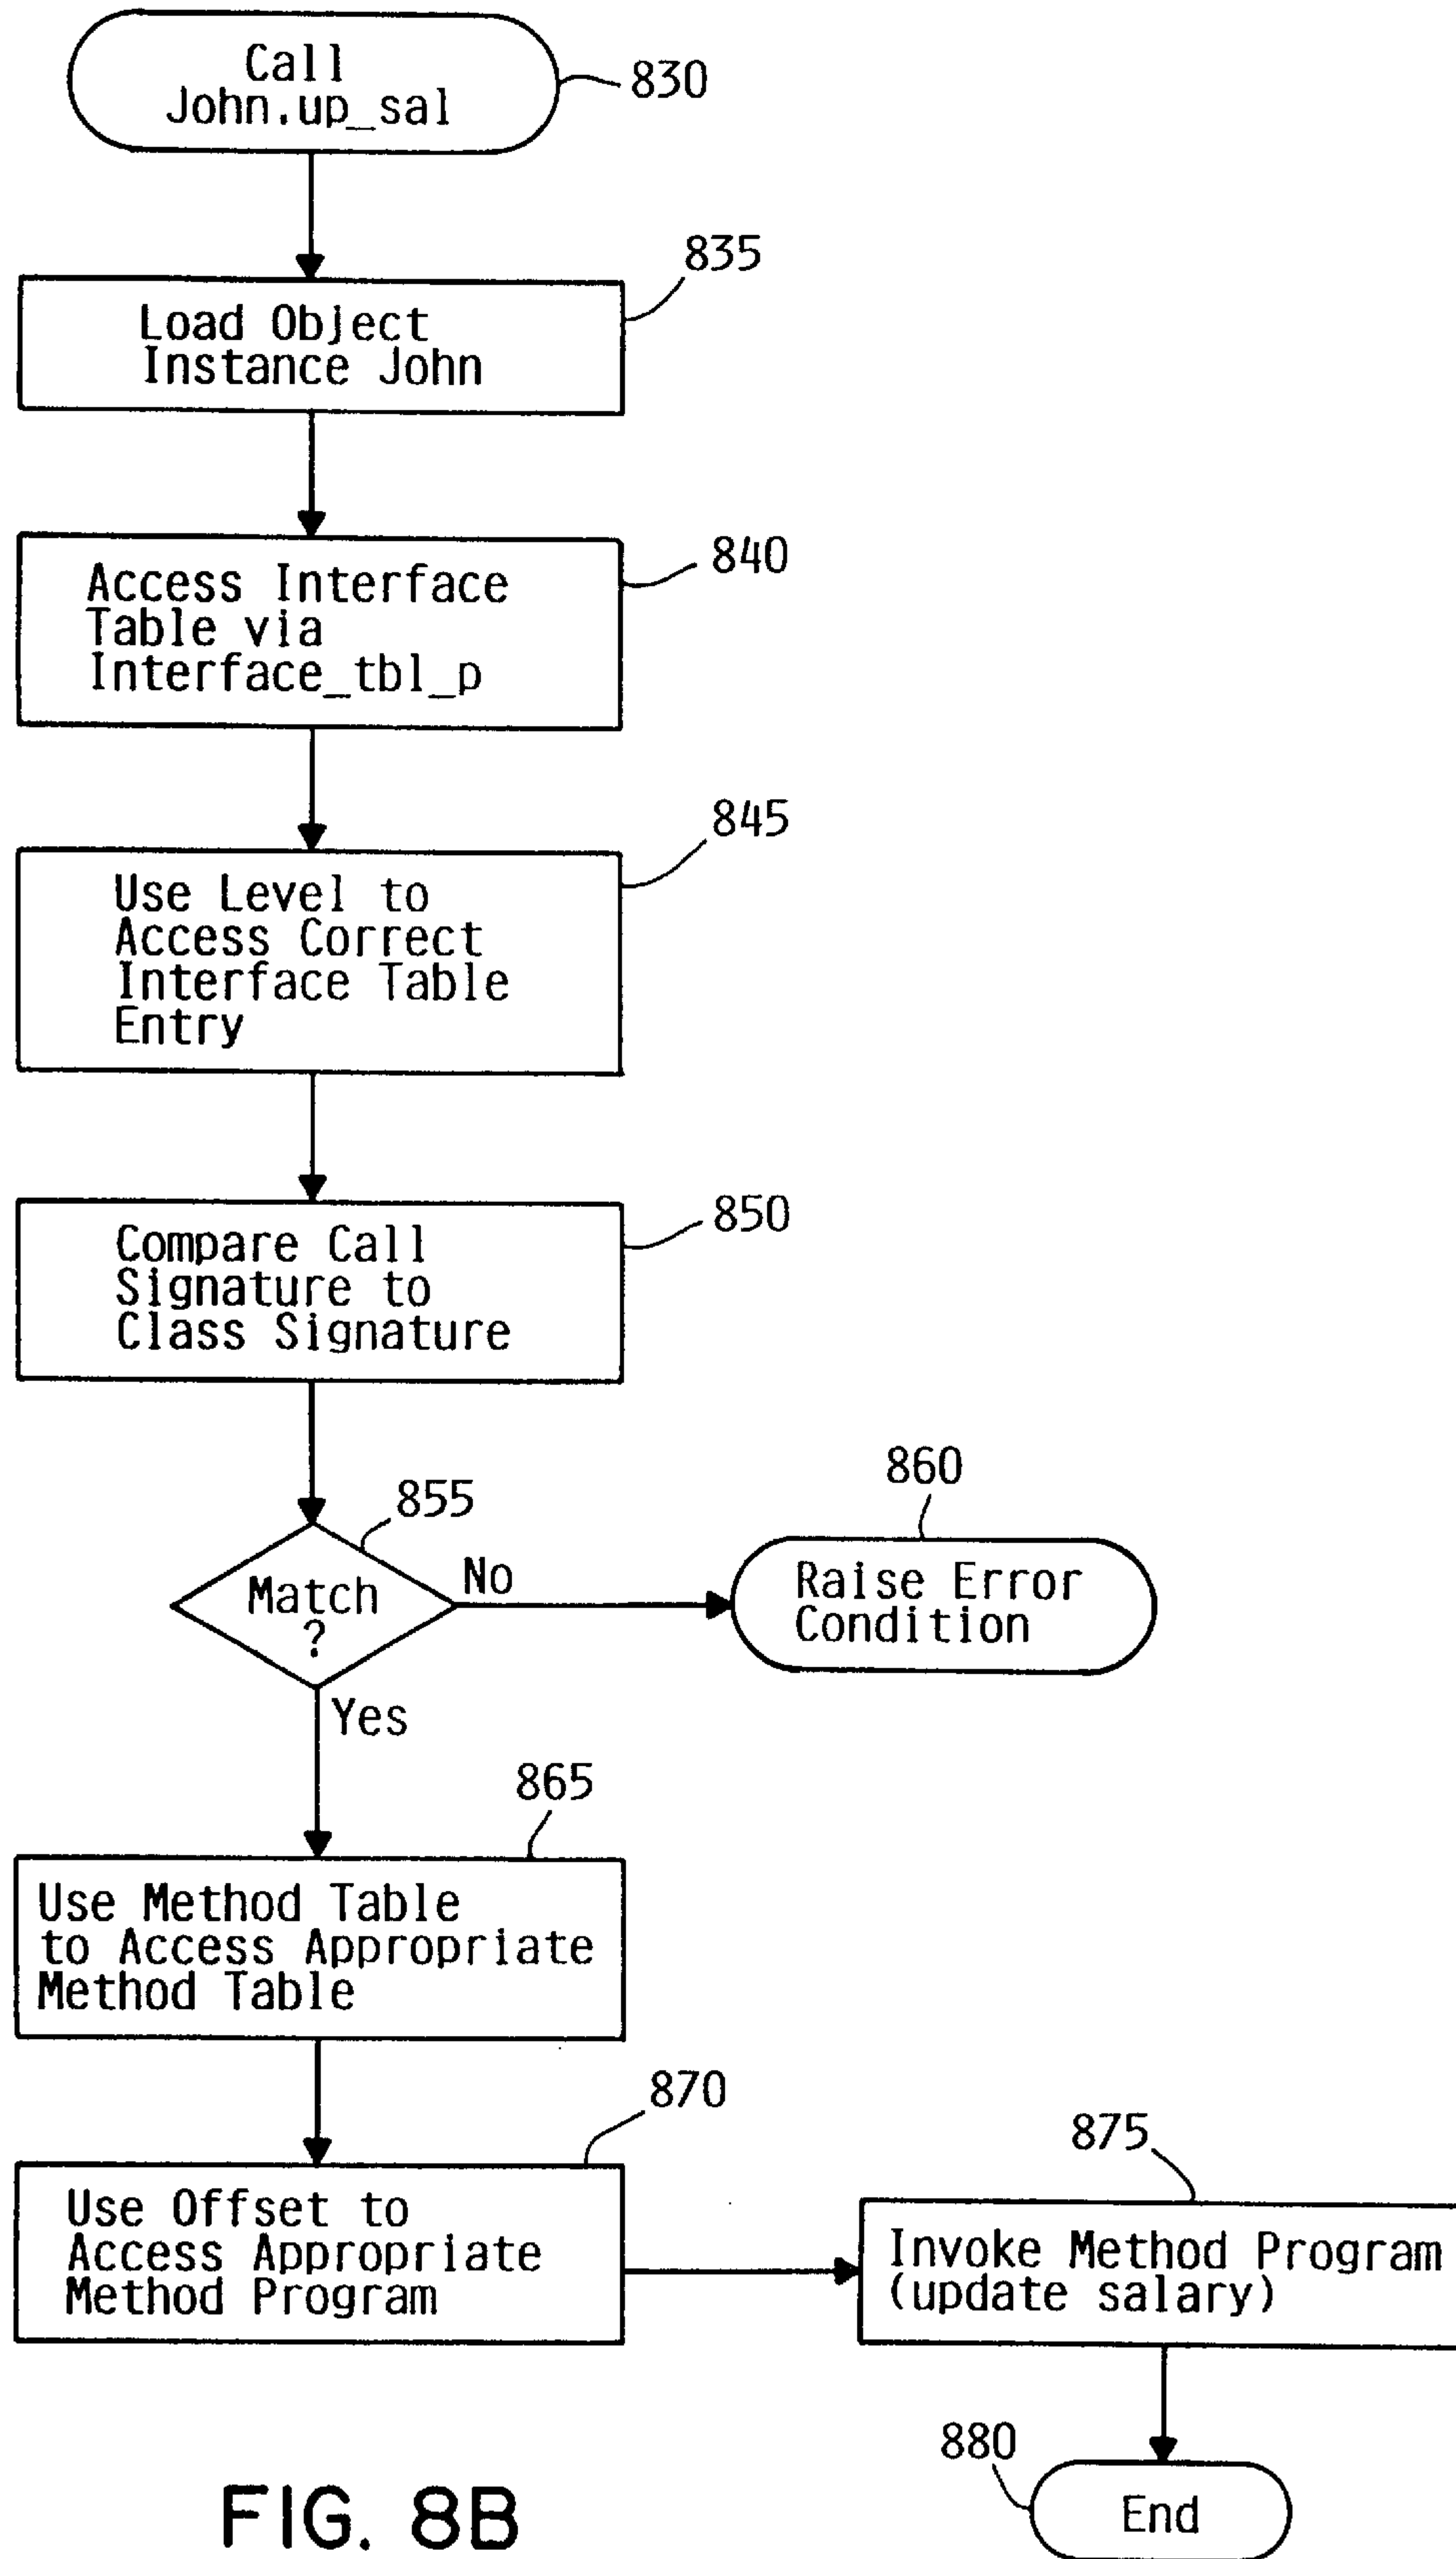 Call
John.up_sal
830
835
Load Object
Instance John
840
Access Interface
Table via
Interface_tbl_p
845
Use Level to
Access Correct
Interface Table
Entry
850
Compare Call
Signature to
Class Signature
855
Match
?
No
860
Raise Error
Condition
Yes
865
Use Method Table
to Access Appropriate
Method Table
870
Use Offset to
Access Appropriate
Method Program
875
Invoke Method Program
(update salary)
880
End
FIG. 8B